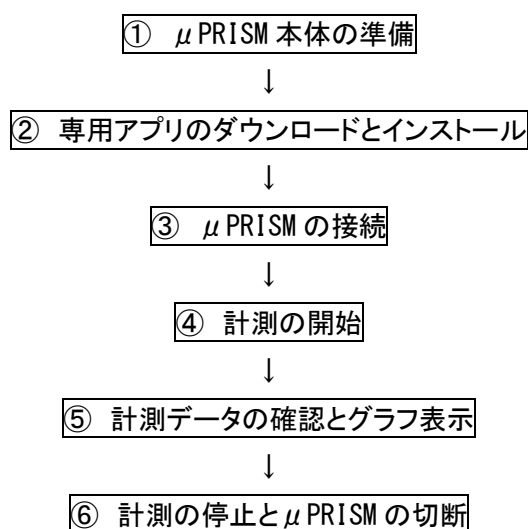 ① μPRISM本体の準備
↓
② 専用アプリのダウンロードとインストール
↓
③ μPRISMの接続
↓
④ 計測の開始
↓
⑤ 計測データの確認とグラフ表示
↓
⑥ 計測の停止とμPRISMの切断